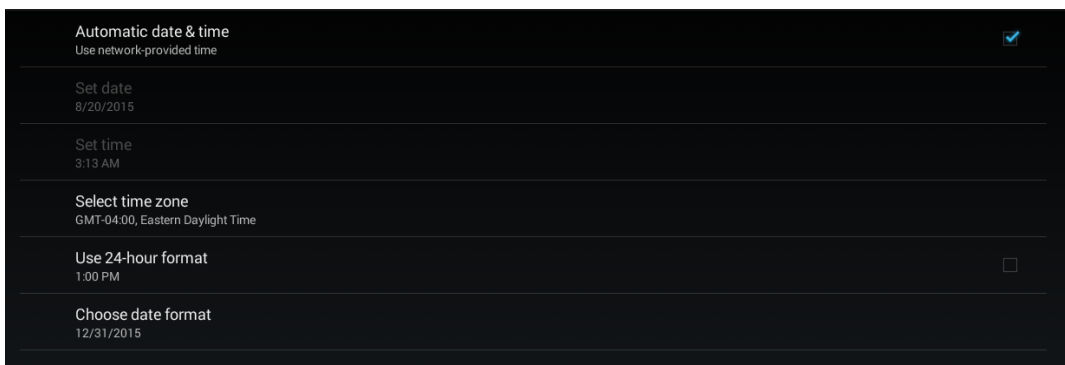 Automatic date & time
Use network-provided time
Set date
8/20/2015
Set time
3:13 AM
Select time zone
GMT-04:00, Eastern Daylight Time
Use 24-hour format
1:00 PM
Choose date format
12/31/2015